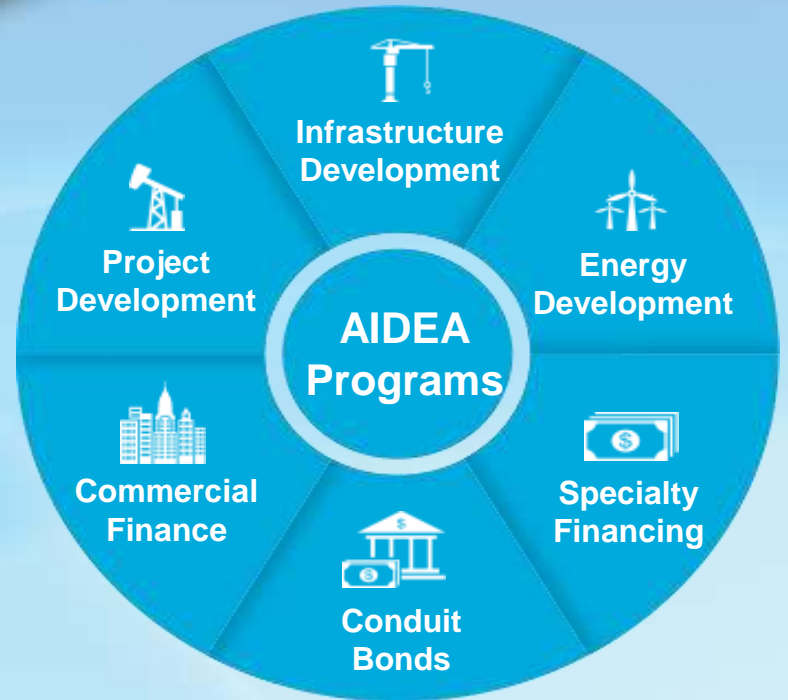 Infrastructure
Development
Project
Development
Energy
Development
AIDEA
Programs
Commercial
Finance
Specialty
Financing
Conduit
Bonds